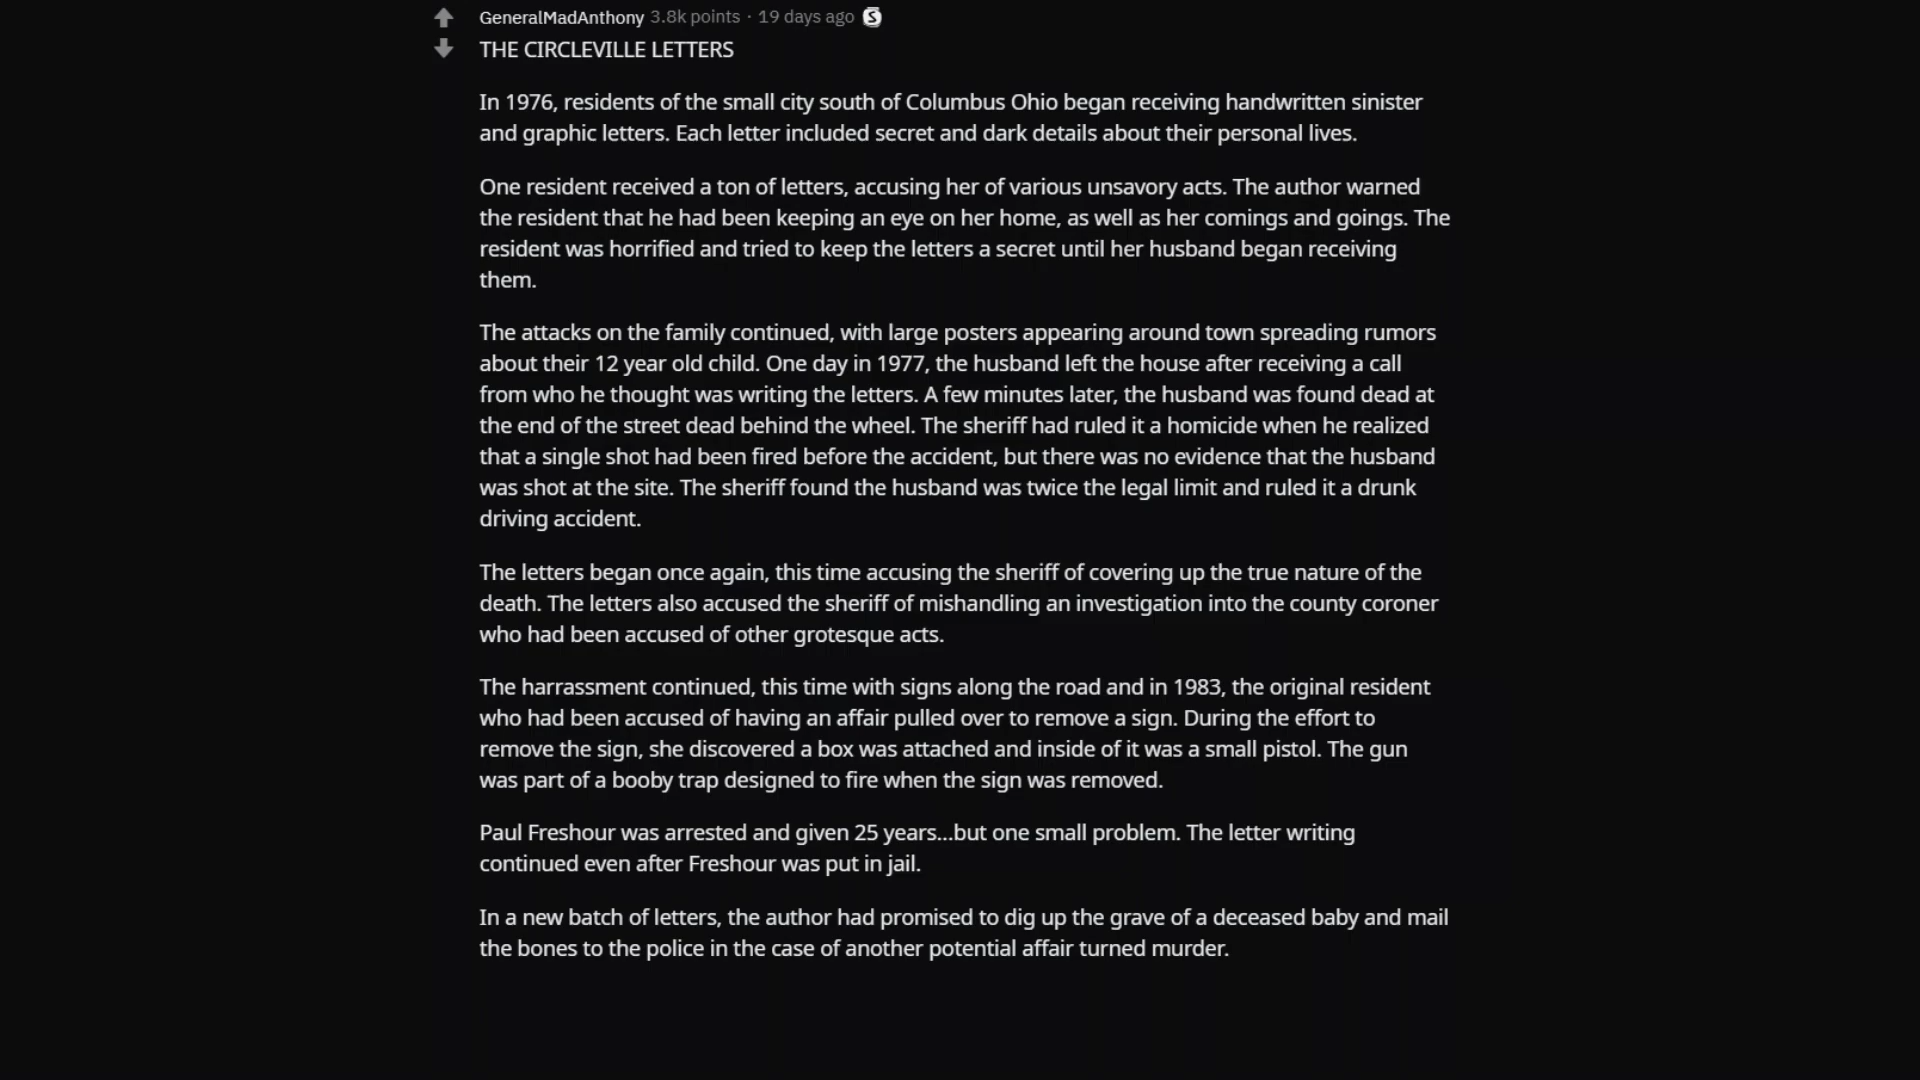 GeneralMadAnthony 3.8k points · 19 days ago S
THE CIRCLEVILLE LETTERS
In 1976, residents of the small city south of Columbus Ohio began receiving handwritten sinister
and graphic letters. Each letter included secret and dark details about their personal lives.
One resident received a ton of letters, accusing her of various unsavory acts. The author warned
the resident that he had been keeping an eye on her home, as well as her comings and goings. The
resident was horrified and tried to keep the letters a secret until her husband began receiving
them.
The attacks on the family continued, with large posters appearing around town spreading rumors
about their 12 year old child. One day in 1977, the husband left the house after receiving a call
from who he thought was writing the letters. A few minutes later, the husband was found dead at
the end of the street dead behind the wheel. The sheriff had ruled it a homicide when he realized
that a single shot had been fired before the accident, but there was no evidence that the husband
was shot at the site. The sheriff found the husband was twice the legal limit and ruled it a drunk
driving accident.
The letters began once again, this time accusing the sheriff of covering up the true nature of the
death. The letters also accused the sheriff of mishandling an investigation into the county coroner
who had been accused of other grotesque acts.
The harrassment continued, this time with signs along the road and in 1983, the original resident
who had been accused of having an affair pulled over to remove a sign. During the effort to
remove the sign, she discovered a box was attached and inside of it was a small pistol. The gun
was part of a booby trap designed to fire when the sign was removed.
Paul Freshour was arrested and given 25 years...but one small problem. The letter writing
continued even after Freshour was put in jail.
In a new batch of letters, the author had promised to dig up the grave of a deceased baby and mail
the bones to the police in the case of another potential affair turned murder.